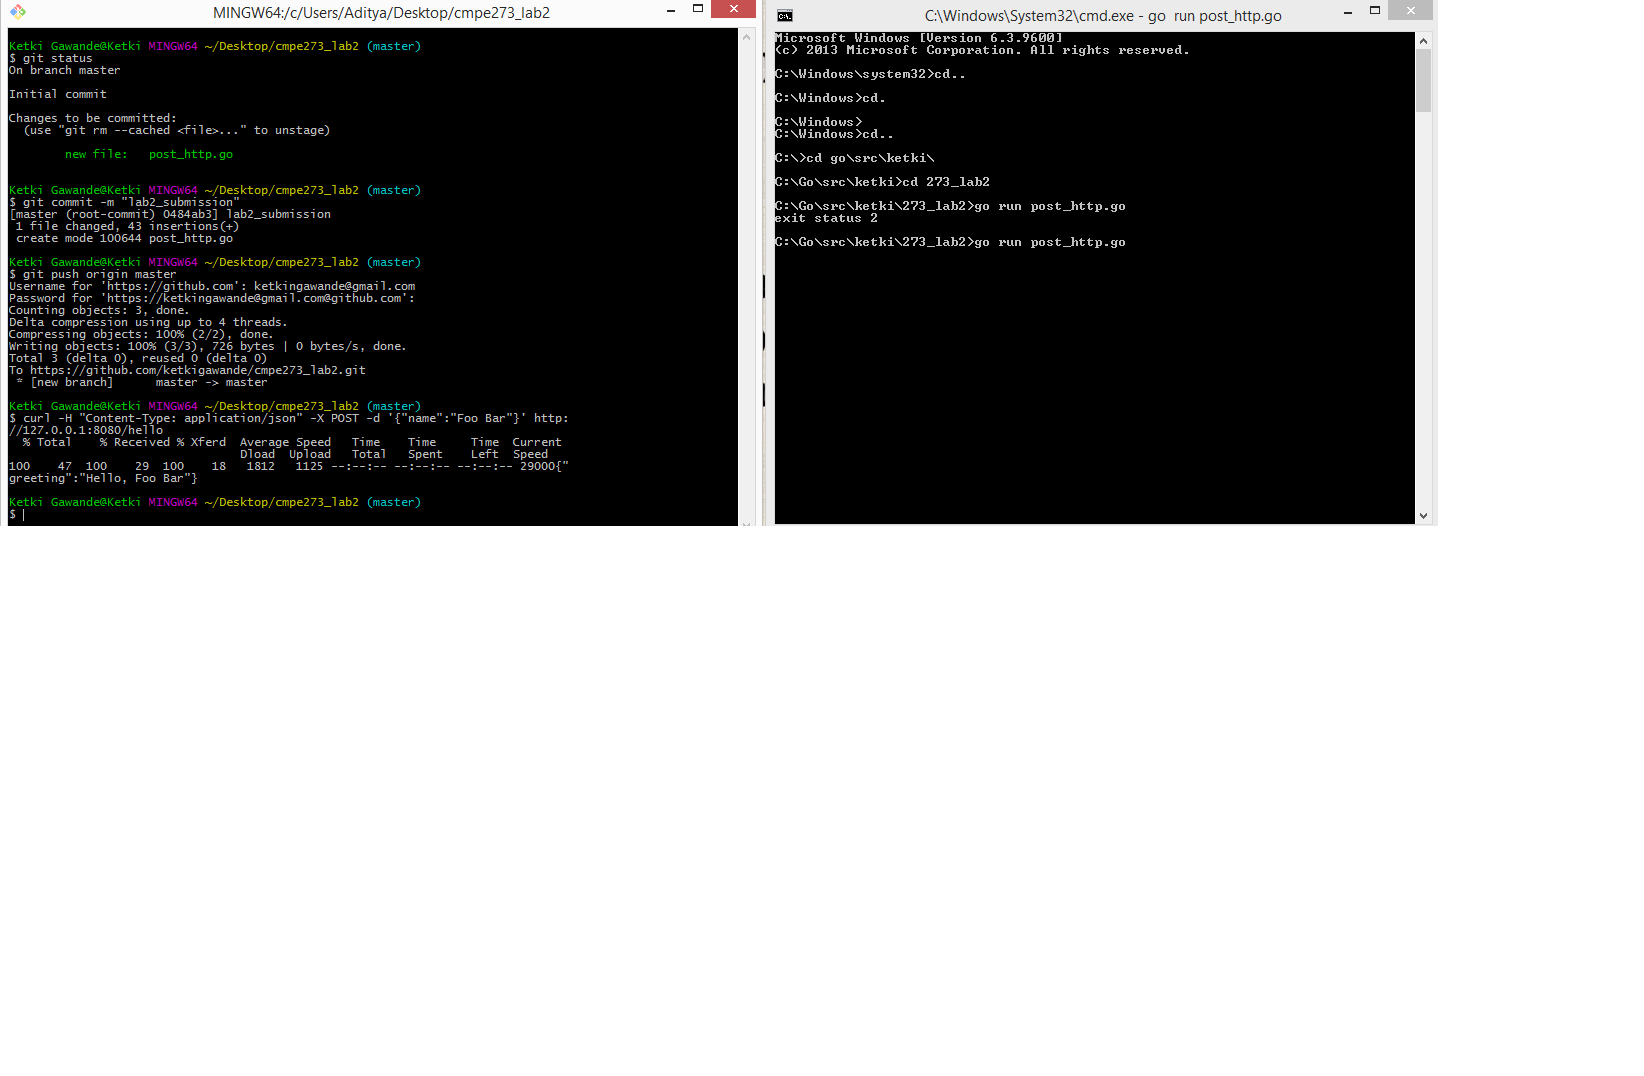 MINGW64:/c/Users/Aditya/Desktop/cmpe273_lab2
Ketki Gawande@Ketki MINGW64 ~/Desktop/cmpe273_lab2 (master)
$ git status
On branch master
Initial commit
Changes to be committed:
  (use "git rm --cached <file>..." to unstage)
        new file:   post_http.go
Ketki Gawande@Ketki MINGW64 ~/Desktop/cmpe273_lab2 (master)
$ git commit -m "lab2_submission"
[master (root-commit) 0484ab3] lab2_submission
 1 file changed, 43 insertions(+)
 create mode 100644 post_http.go
Ketki Gawande@Ketki MINGW64 ~/Desktop/cmpe273_lab2 (master)
$ git push origin master
Username for 'https://github.com': ketkingawande@gmail.com
Password for 'https://ketkingawande@gmail.com@github.com':
Counting objects: 3, done.
Delta compression using up to 4 threads.
Compressing objects: 100% (2/2), done.
Writing objects: 100% (3/3), 726 bytes | 0 bytes/s, done.
Total 3 (delta 0), reused 0 (delta 0)
To https://github.com/ketkigawande/cmpe273_lab2.git
 * [new branch]      master -> master
Ketki Gawande@Ketki MINGW64 ~/Desktop/cmpe273_lab2 (master)
$ curl -H "Content-Type: application/json" -X POST -d '{"name":"Foo Bar"}' http:
//127.0.0.1:8080/hello
  % Total    % Received % Xferd  Average Speed   Time    Time     Time  Current
                                 Dload  Upload   Total   Spent    Left  Speed
100    47  100    29  100    18   1812   1125 --:--:-- --:--:-- --:--:-- 29000{"
greeting":"Hello, Foo Bar"}
Ketki Gawande@Ketki MINGW64 ~/Desktop/cmpe273_lab2 (master)
$
C:\Windows\System32\cmd.exe - go  run post_http.go
Microsoft Windows [Version 6.3.9600]
(c) 2013 Microsoft Corporation. All rights reserved.
C:\Windows\system32>cd..
C:\Windows>cd.
C:\Windows>
C:\Windows>cd..
C:\>cd go\src\ketki\
C:\Go\src\ketki>cd 273_lab2
C:\Go\src\ketki\273_lab2>go run post_http.go
exit status 2
C:\Go\src\ketki\273_lab2>go run post_http.go